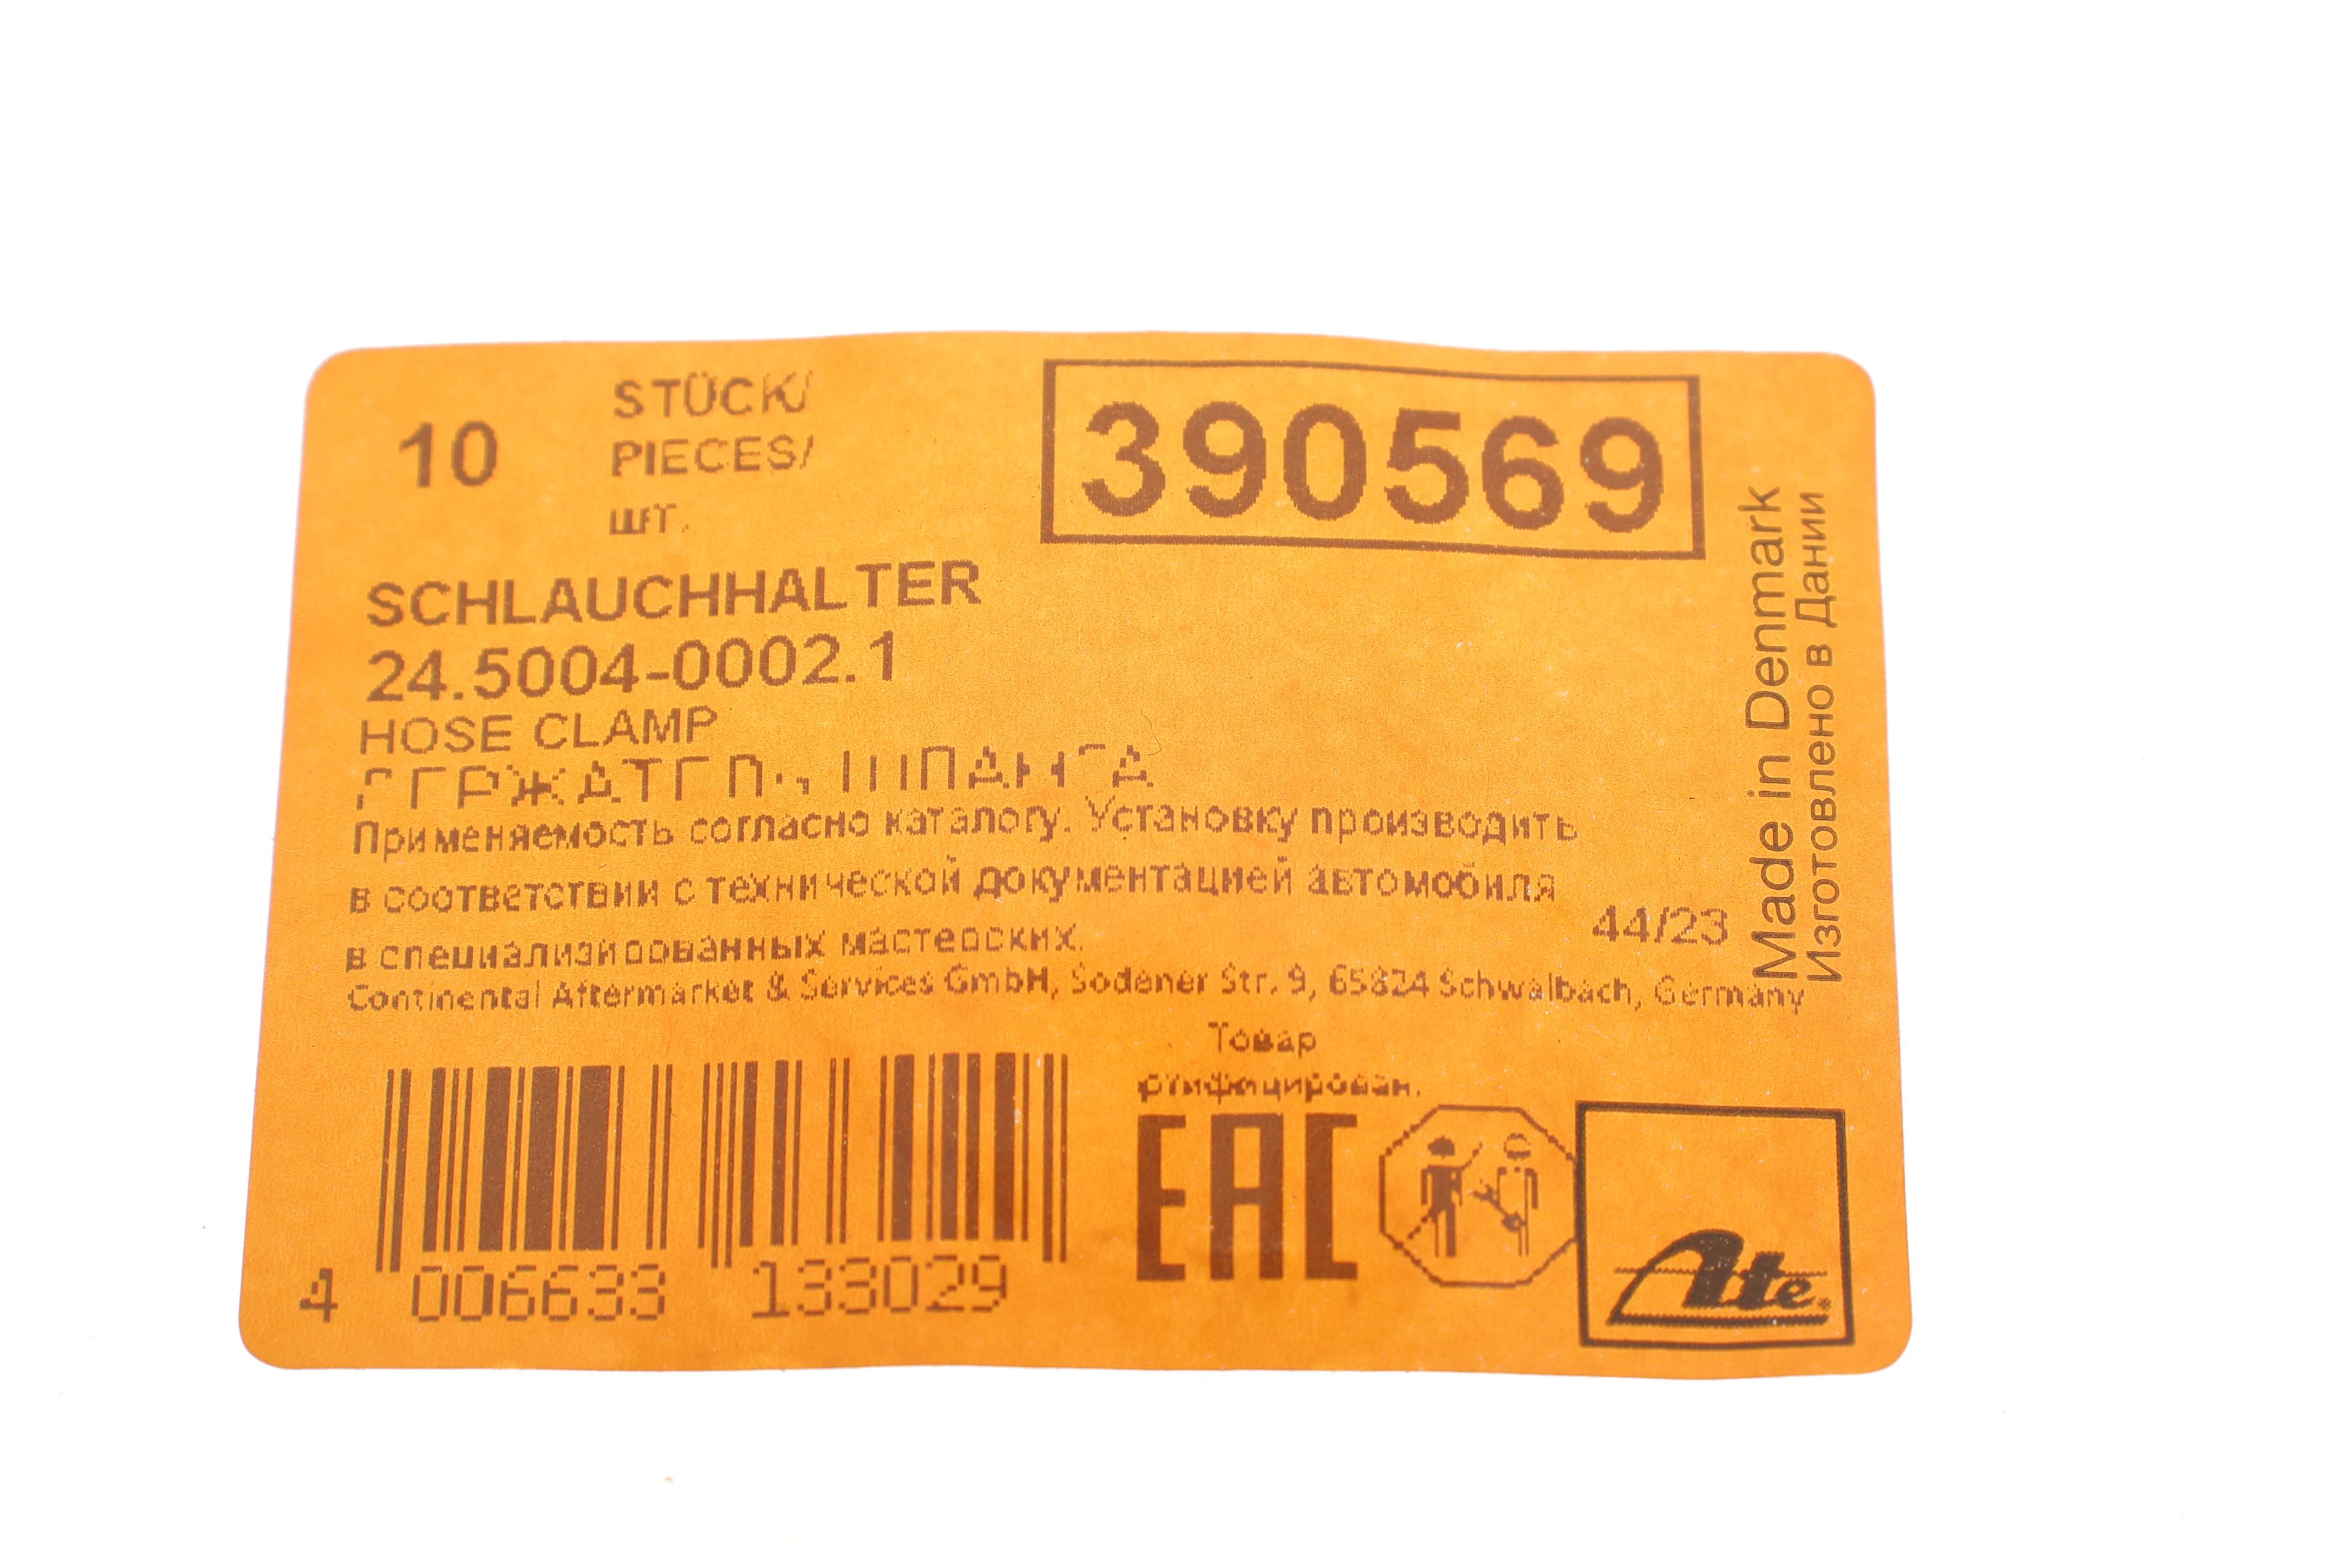 10
STÜCK/
PIECES/
шт.
390569
SCHLAUCHHALTER
24.5004-0002.1
HOSE CLAMP
Применяемость согласно каталогу. Установку производить
в соответствии с технической документацией автомобиля
в специализированных мастерских.
44/23
Continental Aftermarket & Services GmbH, Sodener Str. 9, 65824 Schwalbach, Germany
Made in Denmark
Изготовлено в Дании
Товар
ртифицирован.
EAC
Ate
4 006633 133029